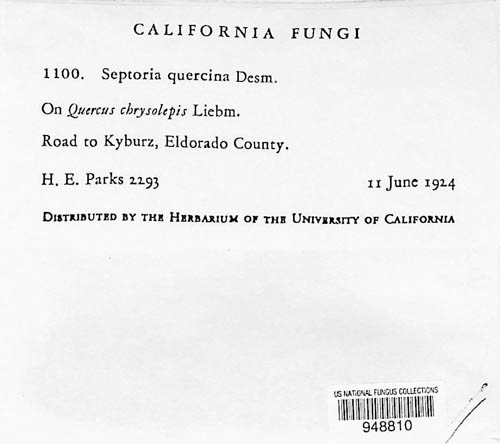 CALIFORNIA FUNGI
1100. Septoria quercina Desm.
On Quercus chrysolepis Liebm.
Road to Kyburz, Eldorado County.
H. E. Parks 2293 11 June 1924
DISTRIBUTED BY THE HERBARIUM OF THE UNIVERSITY OF CALIFORNIA
US NATIONAL FUNGUS COLLECTIONS
948810